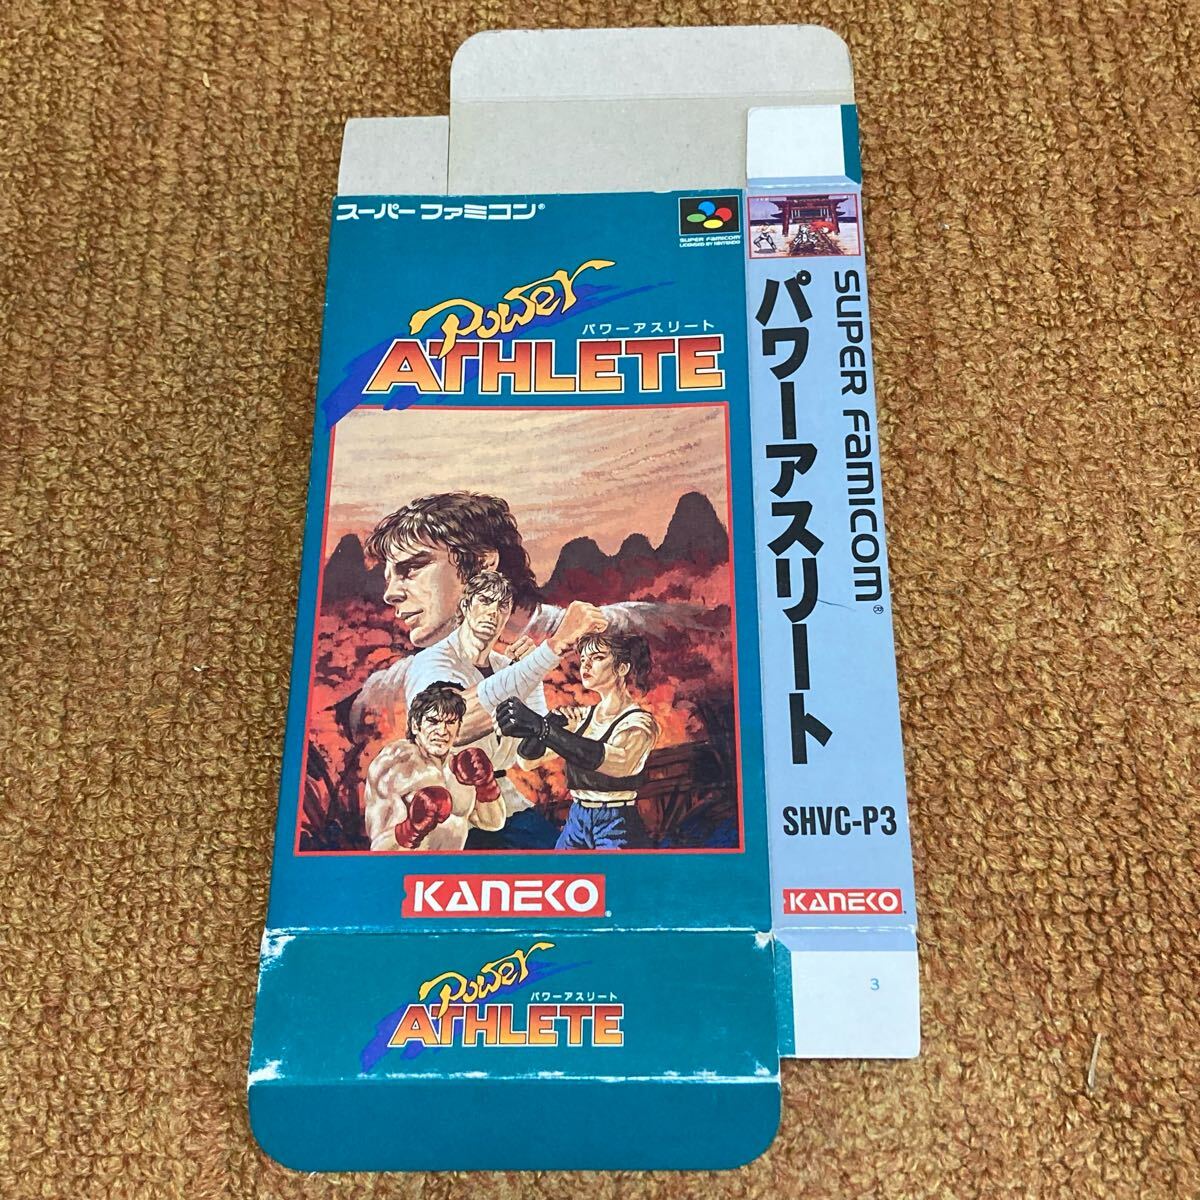 スーパーファミコン®
SUPER FAMICOM
LICENSED BY NINTENDO
Power
パワーアスリート
ATHLETE
KANEKO®
Power
パワーアスリート
ATHLETE
SUPER FAMICOM®
パワーアスリート
SHVC-P3
KANEKO
3